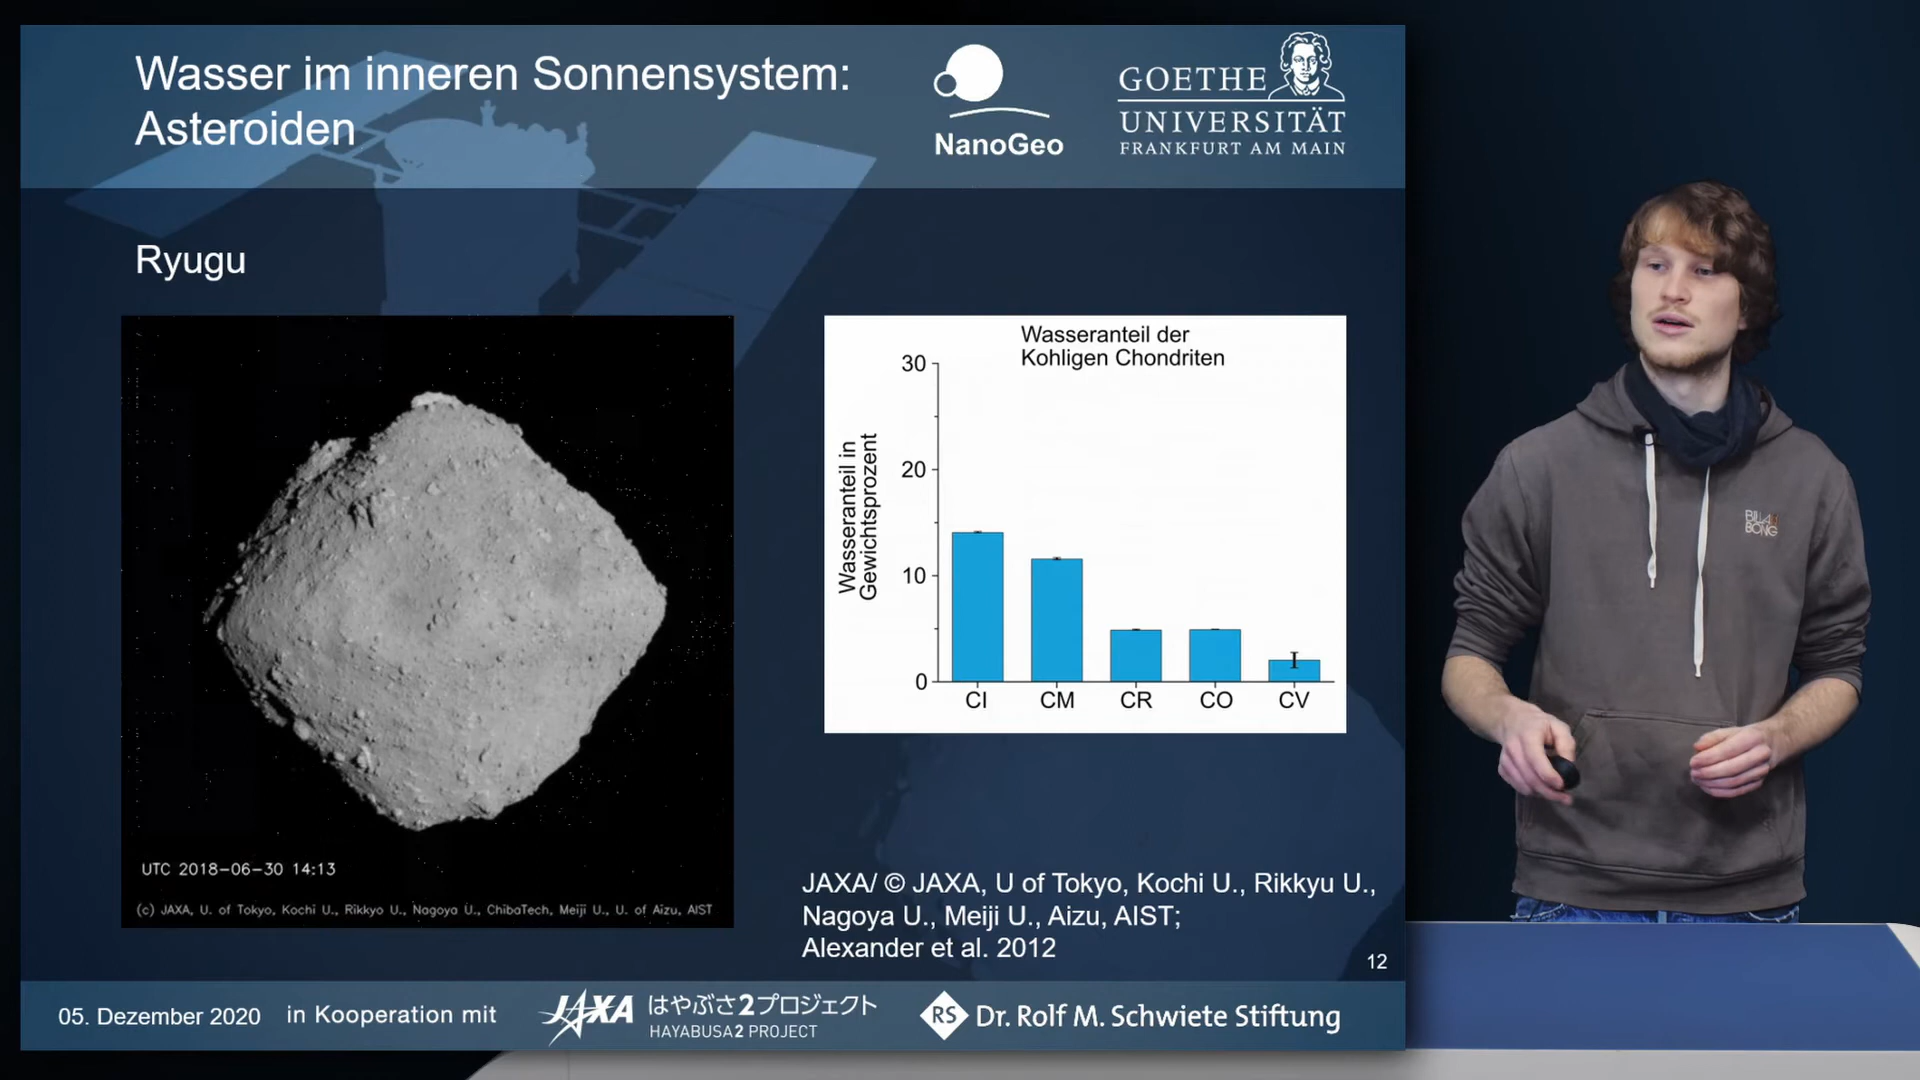 Wasser im inneren Sonnensystem:
Asteroiden
NanoGeo
GOETHE
UNIVERSITÄT
FRANKFURT AM MAIN
Ryugu
UTC 2018-06-30 14:13
(c) JAXA, U. of Tokyo, Kochi U., Rikkyo U., Nagoya U., ChibaTech, Meiji U., U. of Aizu, AIST
Wasseranteil der
Kohligen Chondriten
Wasseranteil in
Gewichtsprozent
30
20
10
0
CI CM CR CO CV
JAXA/ © JAXA, U of Tokyo, Kochi U., Rikkyu U.,
Nagoya U., Meiji U., Aizu, AIST;
Alexander et al. 2012
12
05. Dezember 2020 in Kooperation mit
JAXA はやぶさ2プロジェクト
HAYABUSA2 PROJECT
RS Dr. Rolf M. Schwiete Stiftung
BILLA
BONG